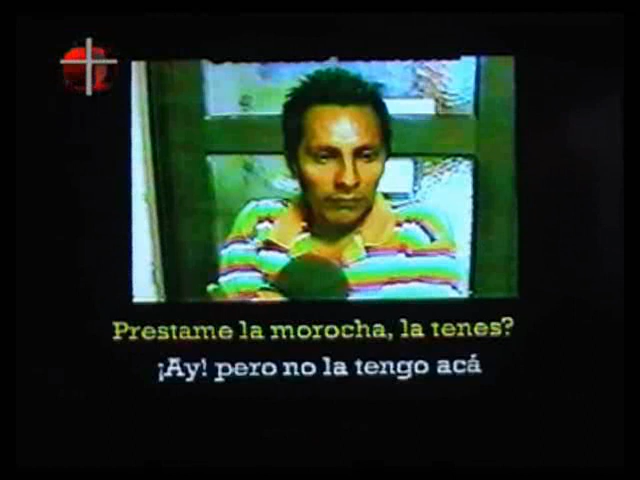 Prestame la morocha, la tenes?
¡Ay! pero no la tengo acá